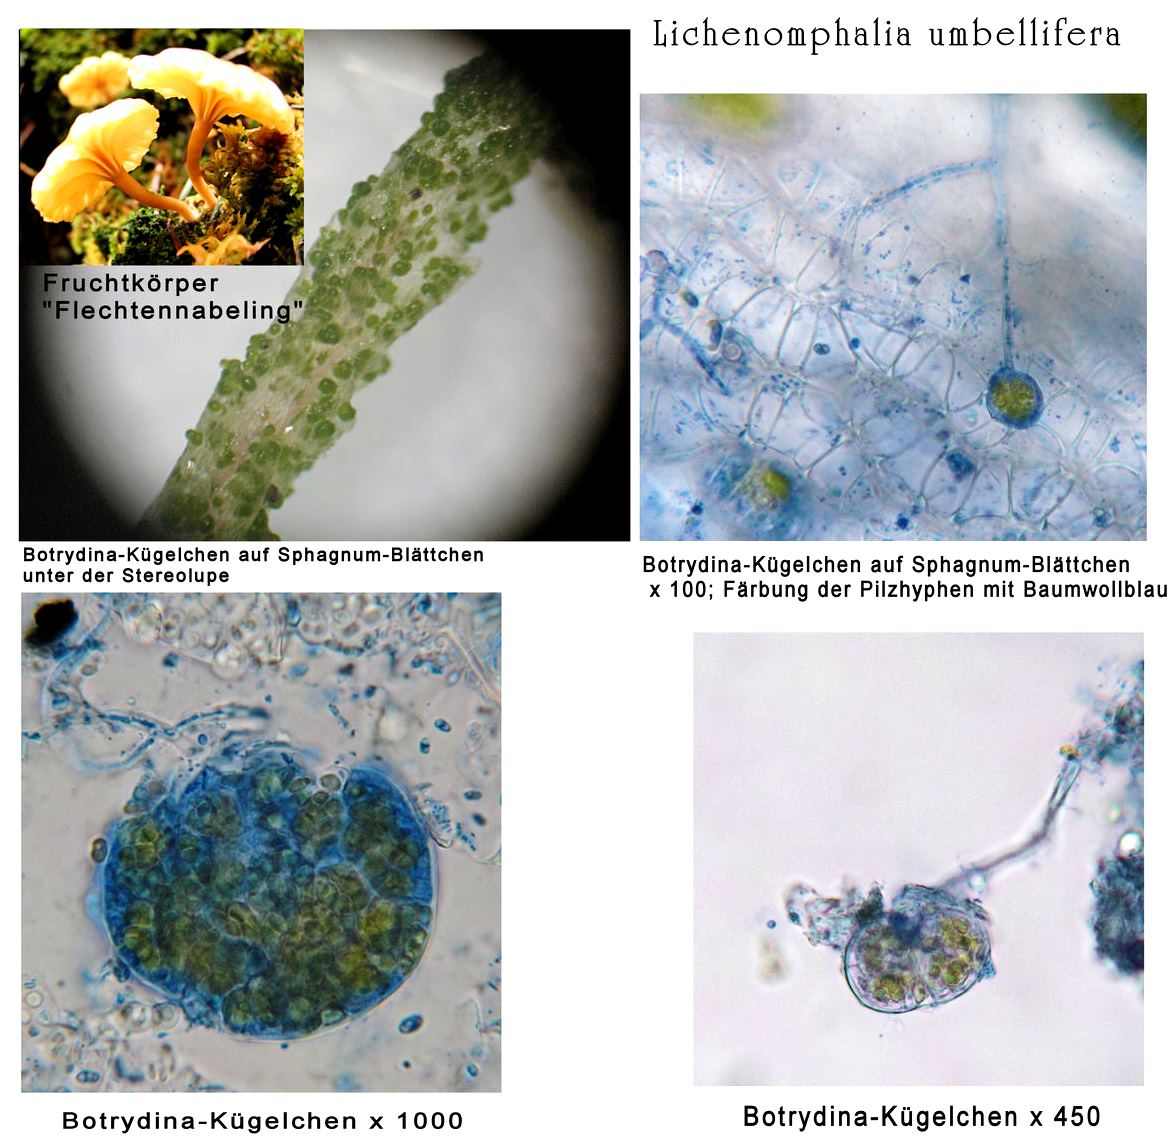 Lichenomphalia umbellifera
Fruchtkörper
"Flechtennabeling"
Botrydina-Kügelchen auf Sphagnum-Blättchen
unter der Stereolupe
Botrydina-Kügelchen auf Sphagnum-Blättchen
x 100; Färbung der Pilzhyphen mit Baumwollblau
Botrydina-Kügelchen x 1000
Botrydina-Kügelchen x 450